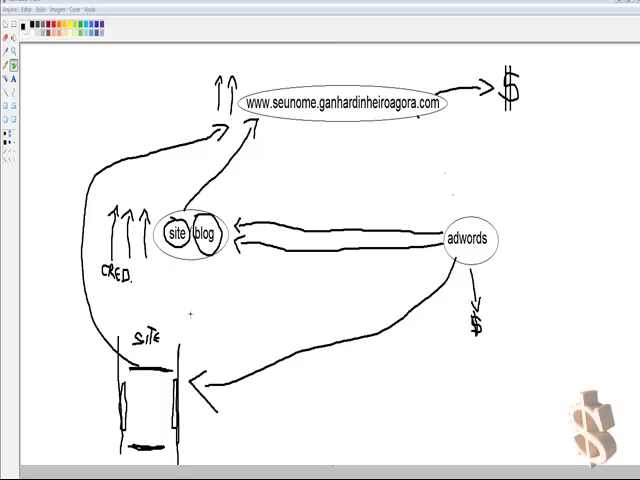 www.seunome.ganhardinheiroagora.com
$
site
blog
adwords
CRED.
$
SITE
$